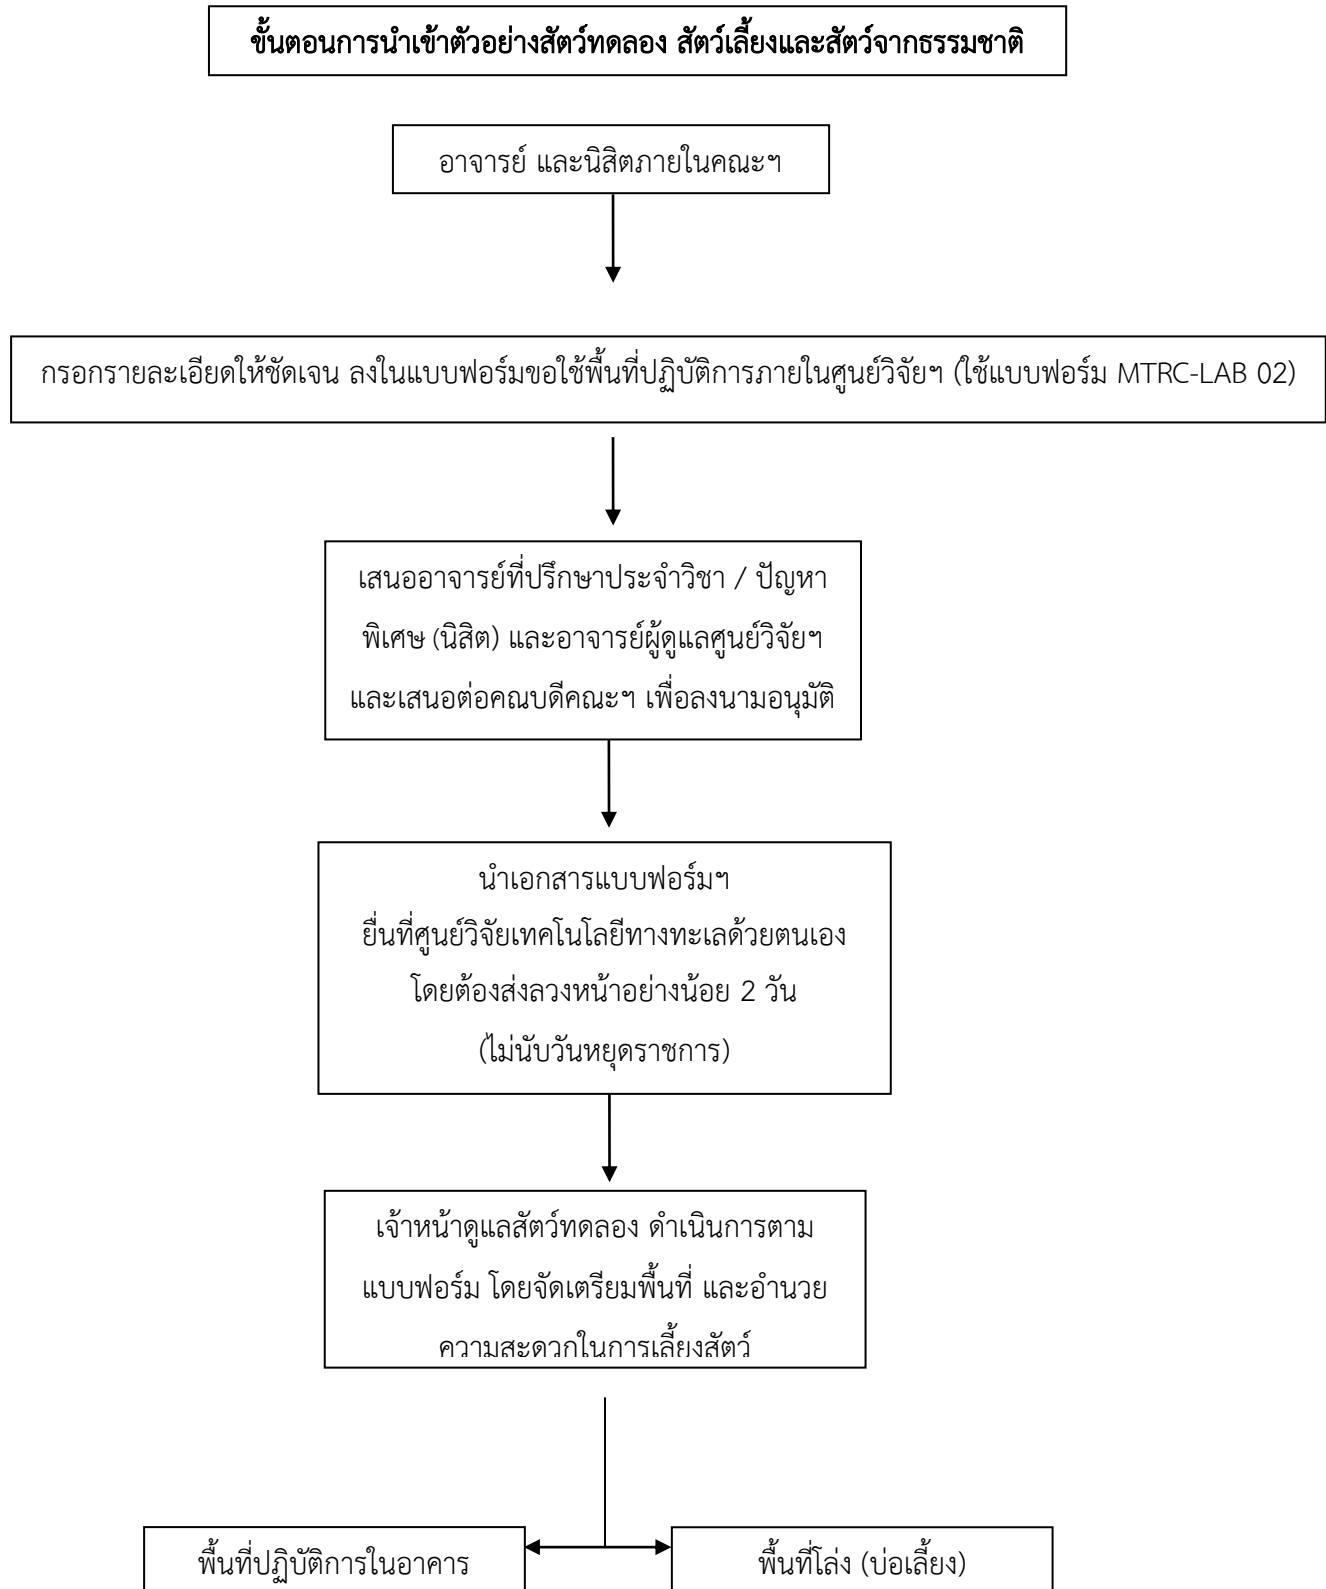 ขั้นตอนการนำเข้าตัวอย่างสัตว์ทดลอง สัตว์เลี้ยงและสัตว์จากธรรมชาติ
อาจารย์ และนิสิตภายในคณะฯ
กรอกรายละเอียดให้ชัดเจน ลงในแบบฟอร์มขอใช้พื้นที่ปฏิบัติการภายในศูนย์วิจัยฯ (ใช้แบบฟอร์ม MTRC-LAB 02)
เสนออาจารย์ที่ปรึกษาประจำวิชา / ปัญหา
พิเศษ (นิสิต) และอาจารย์ผู้ดูแลศูนย์วิจัยฯ
และเสนอต่อคณบดีคณะฯ เพื่อลงนามอนุมัติ
นำเอกสารแบบฟอร์มฯ
ยื่นที่ศูนย์วิจัยเทคโนโลยีทางทะเลด้วยตนเอง
โดยต้องส่งลวงหน้าอย่างน้อย 2 วัน
(ไม่นับวันหยุดราชการ)
เจ้าหน้าดูแลสัตว์ทดลอง ดำเนินการตาม
แบบฟอร์ม โดยจัดเตรียมพื้นที่ และอำนวย
ความสะดวกในการเลี้ยงสัตว์
พื้นที่ปฏิบัติการในอาคาร
พื้นที่โล่ง (บ่อเลี้ยง)